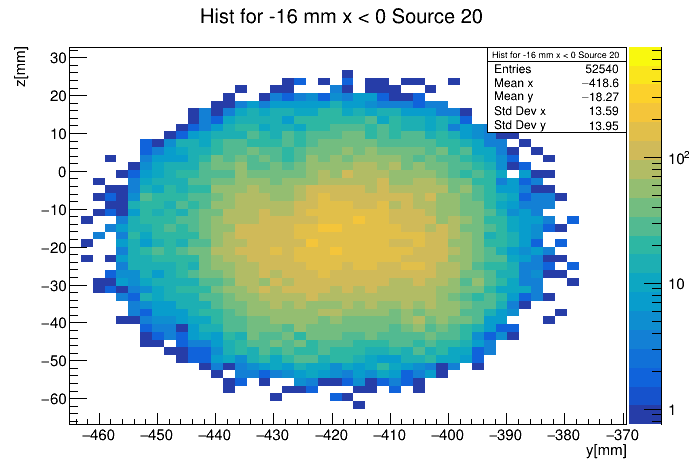 Hist for -16 mm x < 0 Source 20
z[mm]
Hist for -16 mm x < 0 Source 20
Entries 52540
Mean x −418.6
Mean y −18.27
Std Dev x 13.59
Std Dev y 13.95
30
20
10
0
−10
−20
−30
−40
−50
−60
10²
10
1
−460 −450 −440 −430 −420 −410 −400 −390 −380 −370
y[mm]